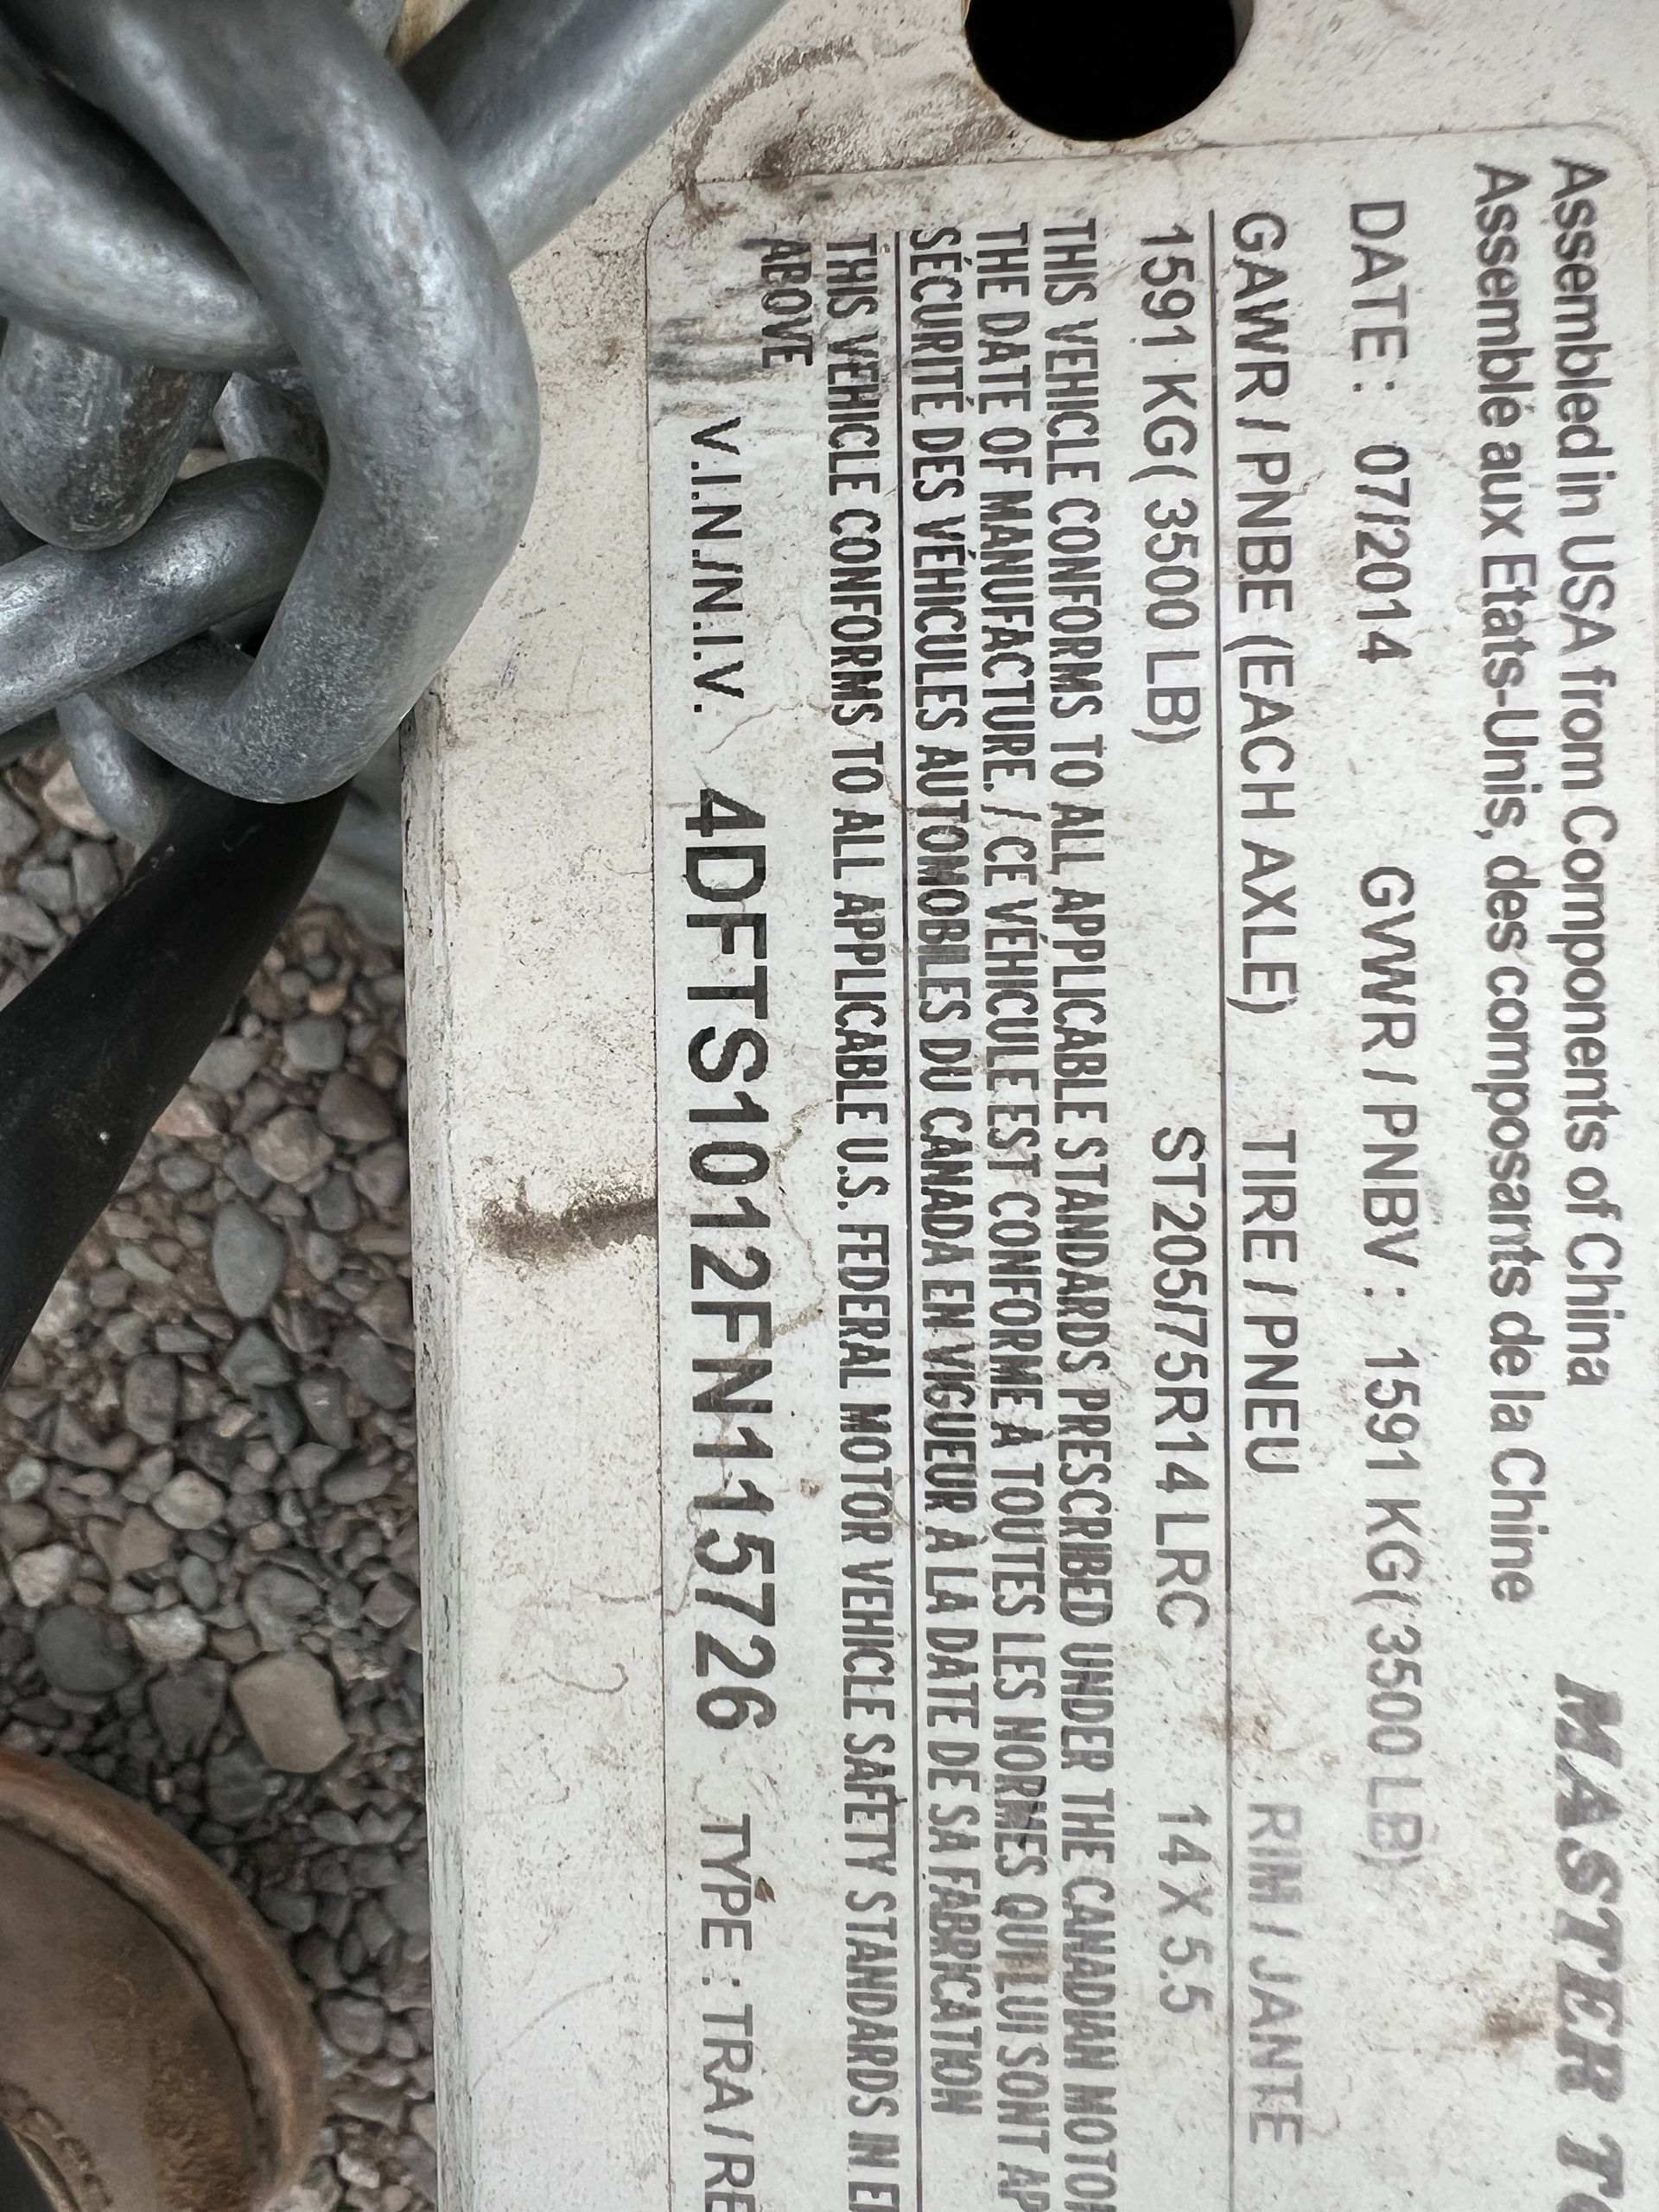 Assembled in USA from Components of China
Assemblé aux Etats-Unis, des composants de la Chine
MASTER
DATE : 07/2014 GVWR / PNBV : 1591 KG( 3500 LB)
GAWR / PNBE (EACH AXLE) TIRE / PNEU RIM / JANTE
1591 KG( 3500 LB) ST205/75R14 LRC 14 X 5.5
THIS VEHICLE CONFORMS TO ALL APPLICABLE STANDARDS PRESCRIBED UNDER THE CANADIAN MOTOR
THE DATE OF MANUFACTURE. / CE VÉHICULE EST CONFORME À TOUTES LES NORMES QUI LUI SONT AP
SÉCURITÉ DES VÉHICULES AUTOMOBILES DU CANADA EN VIGUEUR À LA DATE DE SA FABRICATION
THIS VEHICLE CONFORMS TO ALL APPLICABLE U.S. FEDERAL MOTOR VEHICLE SAFETY STANDARDS IN
ABOVE
V.I.N./N.I.V. 4DFTS1012FN115726 TYPE : TRA / RE